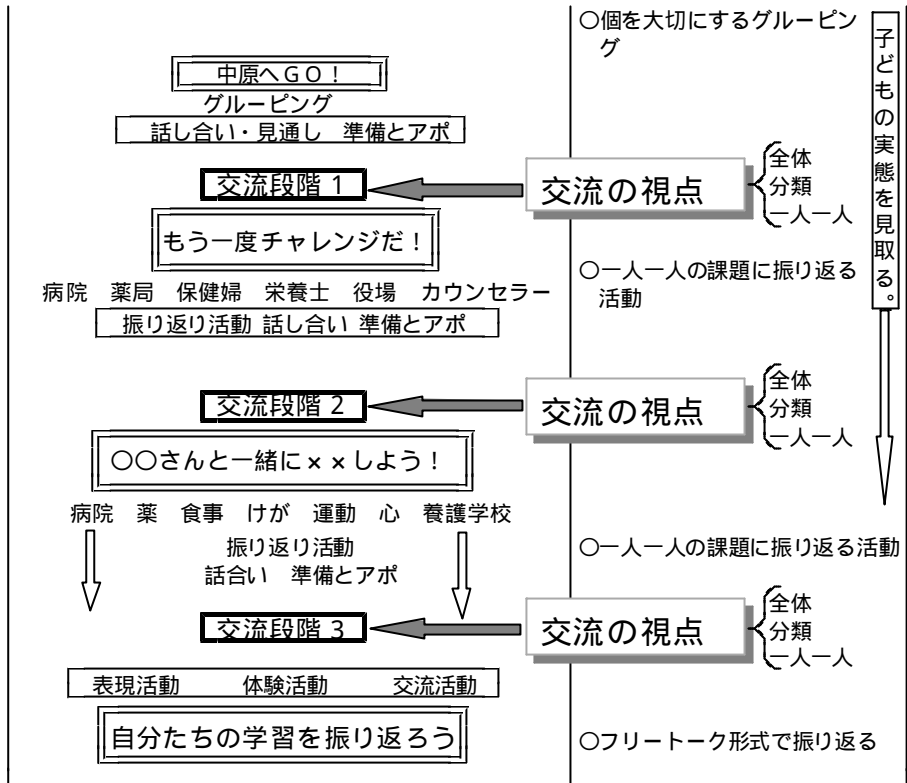 中原へGO!
グルーピング
話し合い・見通し 準備とアポ
交流段階1
もう一度チャレンジだ!
病院 薬局 保健婦 栄養士 役場 カウンセラー
振り返り活動 話し合い 準備とアポ
交流段階2
○○さんと一緒に××しよう!
病院 薬 食事 けが 運動 心 養護学校
振り返り活動
話合い 準備とアポ
交流段階3
表現活動 体験活動 交流活動
自分たちの学習を振り返ろう
○個を大切にするグルーピン
グ
交流の視点
全体
分類
一人一人
○一人一人の課題に振り返る
活動
交流の視点
全体
分類
一人一人
○一人一人の課題に振り返る活動
交流の視点
全体
分類
一人一人
○フリートーク形式で振り返る
子どもの実態を見取る。